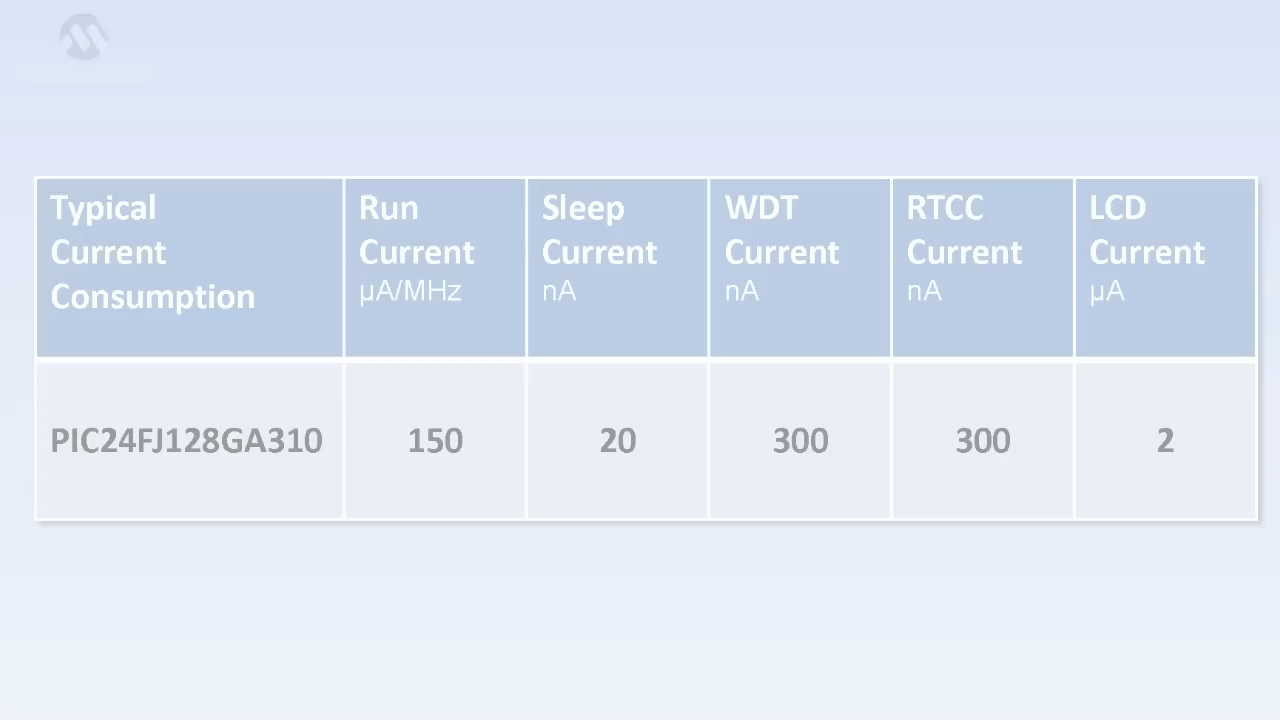 Typical
Current
Consumption
Run
Current
µA/MHz
Sleep
Current
nA
WDT
Current
nA
RTCC
Current
nA
LCD
Current
µA
PIC24FJ128GA310
150
20
300
300
2